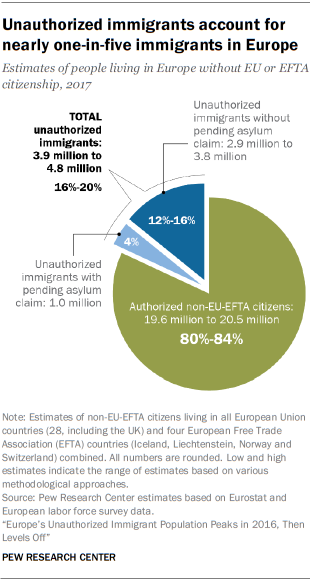 Unauthorized immigrants account for
nearly one-in-five immigrants in Europe
Estimates of people living in Europe without EU or EFTA
citizenship, 2017
TOTAL
unauthorized
immigrants:
3.9 million to
4.8 million
16%-20%
Unauthorized
immigrants without
pending asylum
claim: 2.9 million to
3.8 million
12%-16%
4%
Unauthorized
immigrants with
pending asylum
claim: 1.0 million
Authorized non-EU-EFTA citizens:
19.6 million to 20.5 million
80%-84%
Note: Estimates of non-EU-EFTA citizens living in all European Union
countries (28, including the UK) and four European Free Trade
Association (EFTA) countries (Iceland, Liechtenstein, Norway and
Switzerland) combined. All numbers are rounded. Low and high
estimates indicate the range of estimates based on various
methodological approaches.
Source: Pew Research Center estimates based on Eurostat and
European labor force survey data.
“Europe’s Unauthorized Immigrant Population Peaks in 2016, Then
Levels Off”
PEW RESEARCH CENTER